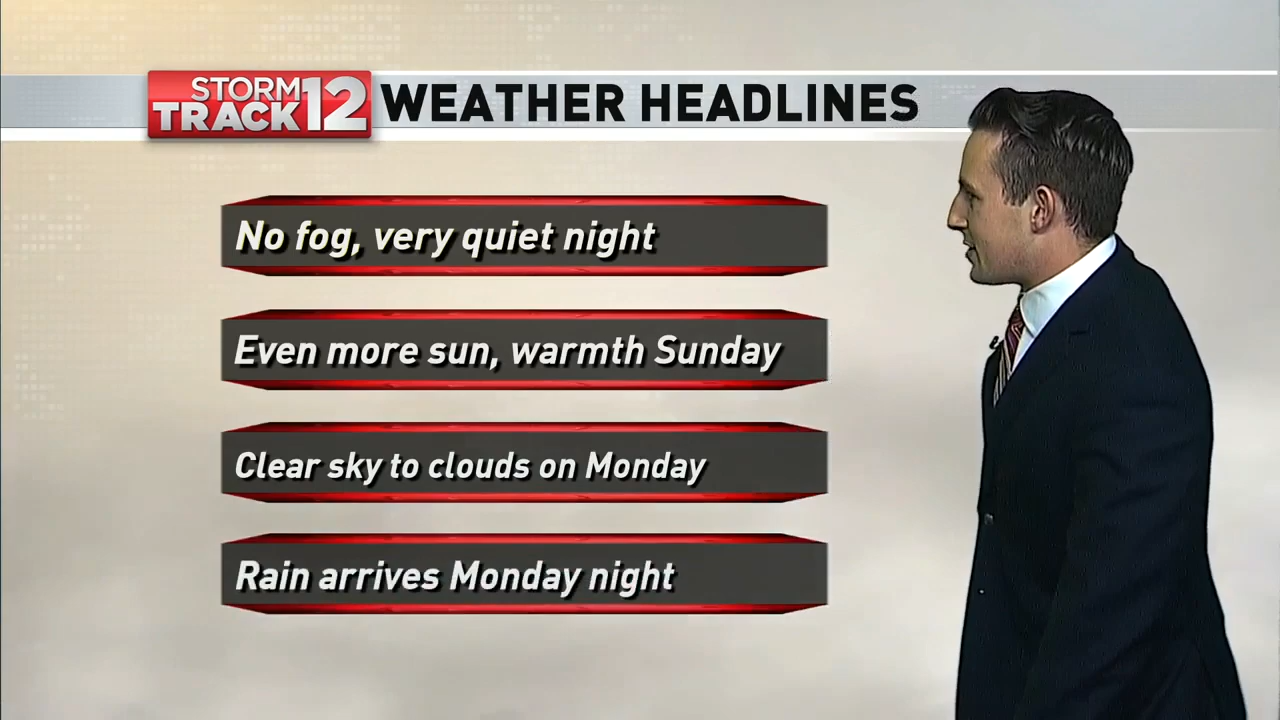 STORM TRACK 12 WEATHER HEADLINES
No fog, very quiet night
Even more sun, warmth Sunday
Clear sky to clouds on Monday
Rain arrives Monday night